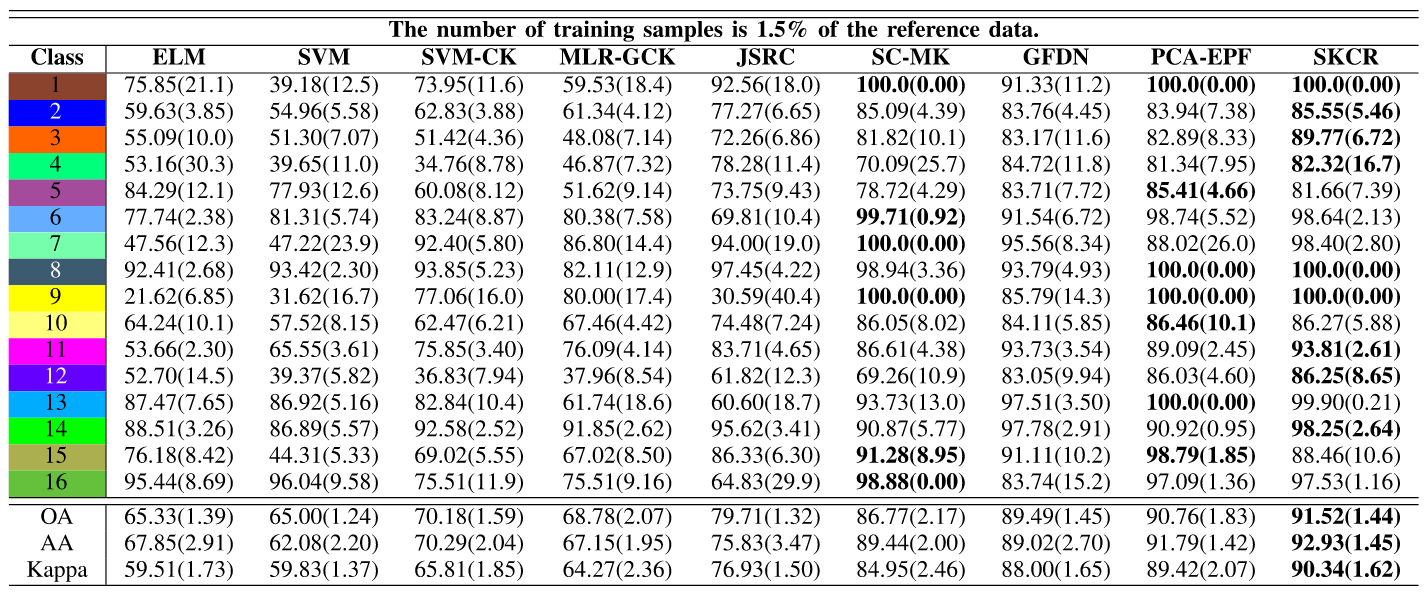 The number of training samples is 1.5% of the reference data.
Class ELM SVM SVM-CK MLR-GCK JSRC SC-MK GFDN PCA-EPF SKCR
1 75.85(21.1) 39.18(12.5) 73.95(11.6) 59.53(18.4) 92.56(18.0) 100.0(0.00) 91.33(11.2) 100.0(0.00) 100.0(0.00)
2 59.63(3.85) 54.96(5.58) 62.83(3.88) 61.34(4.12) 77.27(6.65) 85.09(4.39) 83.76(4.45) 83.94(7.38) 85.55(5.46)
3 55.09(10.0) 51.30(7.07) 51.42(4.36) 48.08(7.14) 72.26(6.86) 81.82(10.1) 83.17(11.6) 82.89(8.33) 89.77(6.72)
4 53.16(30.3) 39.65(11.0) 34.76(8.78) 46.87(7.32) 78.28(11.4) 70.09(25.7) 84.72(11.8) 81.34(7.95) 82.32(16.7)
5 84.29(12.1) 77.93(12.6) 60.08(8.12) 51.62(9.14) 73.75(9.43) 78.72(4.29) 83.71(7.72) 85.41(4.66) 81.66(7.39)
6 77.74(2.38) 81.31(5.74) 83.24(8.87) 80.38(7.58) 69.81(10.4) 99.71(0.92) 91.54(6.72) 98.74(5.52) 98.64(2.13)
7 47.56(12.3) 47.22(23.9) 92.40(5.80) 86.80(14.4) 94.00(19.0) 100.0(0.00) 95.56(8.34) 88.02(26.0) 98.40(2.80)
8 92.41(2.68) 93.42(2.30) 93.85(5.23) 82.11(12.9) 97.45(4.22) 98.94(3.36) 93.79(4.93) 100.0(0.00) 100.0(0.00)
9 21.62(6.85) 31.62(16.7) 77.06(16.0) 80.00(17.4) 30.59(40.4) 100.0(0.00) 85.79(14.3) 100.0(0.00) 100.0(0.00)
10 64.24(10.1) 57.52(8.15) 62.47(6.21) 67.46(4.42) 74.48(7.24) 86.05(8.02) 84.11(5.85) 86.46(10.1) 86.27(5.88)
11 53.66(2.30) 65.55(3.61) 75.85(3.40) 76.09(4.14) 83.71(4.65) 86.61(4.38) 93.73(3.54) 89.09(2.45) 93.81(2.61)
12 52.70(14.5) 39.37(5.82) 36.83(7.94) 37.96(8.54) 61.82(12.3) 69.26(10.9) 83.05(9.94) 86.03(4.60) 86.25(8.65)
13 87.47(7.65) 86.92(5.16) 82.84(10.4) 61.74(18.6) 60.60(18.7) 93.73(13.0) 97.51(3.50) 100.0(0.00) 99.90(0.21)
14 88.51(3.26) 86.89(5.57) 92.58(2.52) 91.85(2.62) 95.62(3.41) 90.87(5.77) 97.78(2.91) 90.92(0.95) 98.25(2.64)
15 76.18(8.42) 44.31(5.33) 69.02(5.55) 67.02(8.50) 86.33(6.30) 91.28(8.95) 91.11(10.2) 98.79(1.85) 88.46(10.6)
16 95.44(8.69) 96.04(9.58) 75.51(11.9) 75.51(9.16) 64.83(29.9) 98.88(0.00) 83.74(15.2) 97.09(1.36) 97.53(1.16)
OA 65.33(1.39) 65.00(1.24) 70.18(1.59) 68.78(2.07) 79.71(1.32) 86.77(2.17) 89.49(1.45) 90.76(1.83) 91.52(1.44)
AA 67.85(2.91) 62.08(2.20) 70.29(2.04) 67.15(1.95) 75.83(3.47) 89.44(2.00) 89.02(2.70) 91.79(1.42) 92.93(1.45)
Kappa 59.51(1.73) 59.83(1.37) 65.81(1.85) 64.27(2.36) 76.93(1.50) 84.95(2.46) 88.00(1.65) 89.42(2.07) 90.34(1.62)